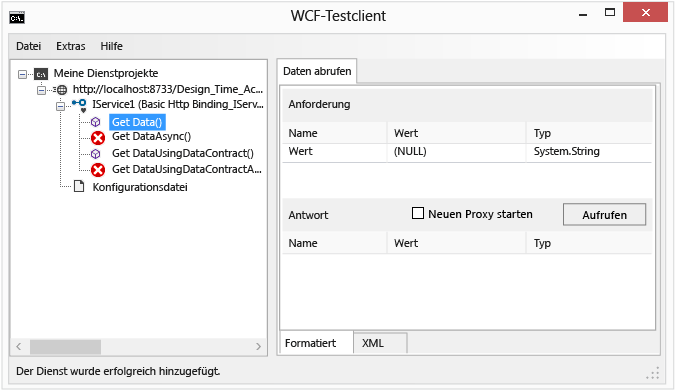 C:\.
WCF-Testclient
Datei Extras Hilfe
Meine Dienstprojekte
http://localhost:8733/Design_Time_Ac...
IService1 (Basic Http Binding_IServ...
Get Data()
Get DataAsync()
Get DataUsingDataContract()
Get DataUsingDataContractA...
Konfigurationsdatei
Daten abrufen
Anforderung
Name Wert Typ
Wert (NULL) System.String
Antwort Neuen Proxy starten Aufrufen
Name Wert Typ
Formatiert XML
Der Dienst wurde erfolgreich hinzugefügt.